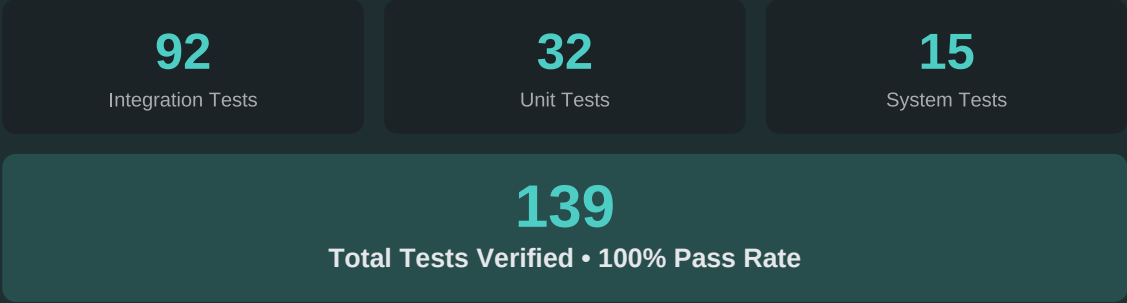 92
Integration Tests
32
Unit Tests
15
System Tests
139
Total Tests Verified • 100% Pass Rate